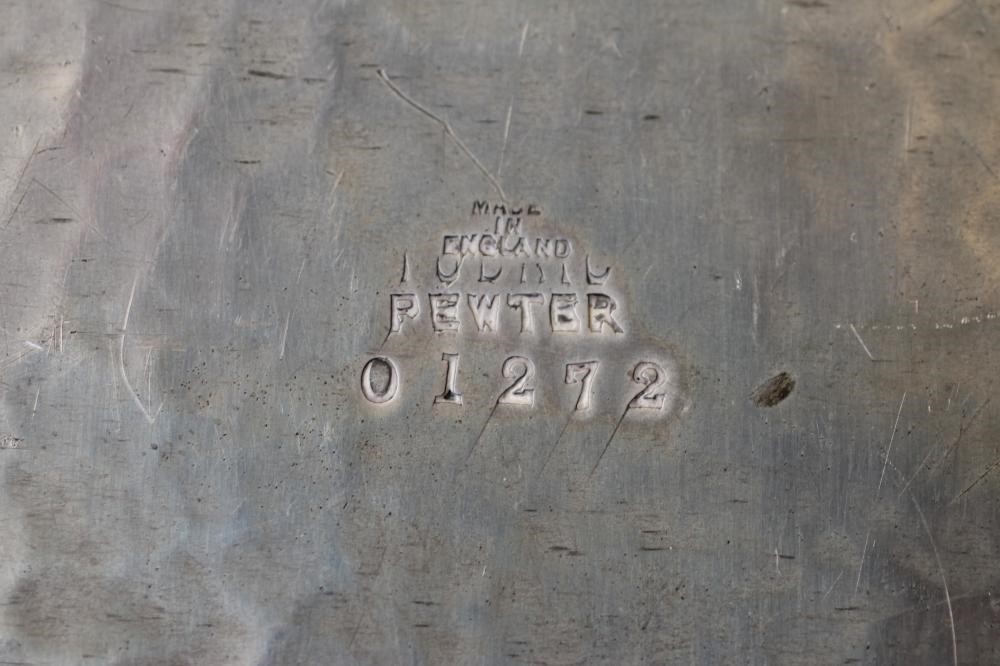 MADE
IN
ENGLAND
PEWTER
01272